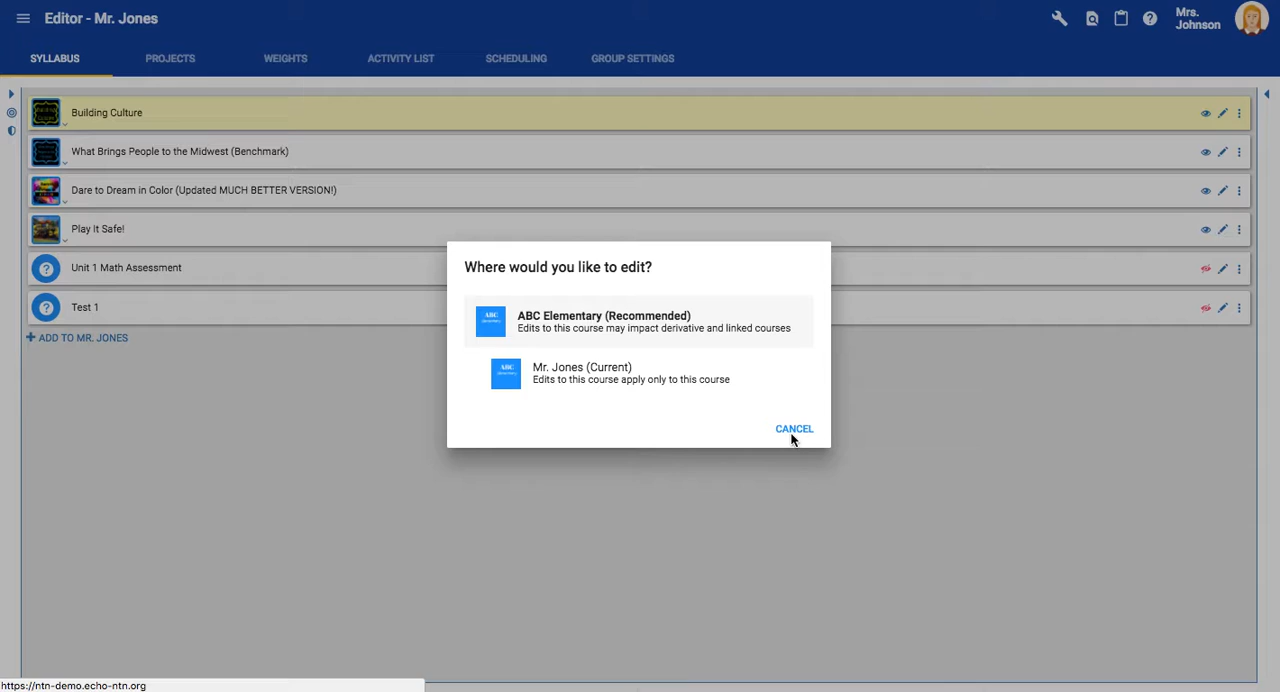 Editor - Mr. Jones
Mrs. Johnson
SYLLABUS PROJECTS WEIGHTS ACTIVITY LIST SCHEDULING GROUP SETTINGS
Building Culture
What Brings People to the Midwest (Benchmark)
Dare to Dream in Color (Updated MUCH BETTER VERSION!)
Play It Safe!
Unit 1 Math Assessment
Test 1
+ ADD TO MR. JONES
Where would you like to edit?
ABC
ABC Elementary (Recommended)
Edits to this course may impact derivative and linked courses
ABC
Mr. Jones (Current)
Edits to this course apply only to this course
CANCEL
https://ntn-demo.echo-ntn.org